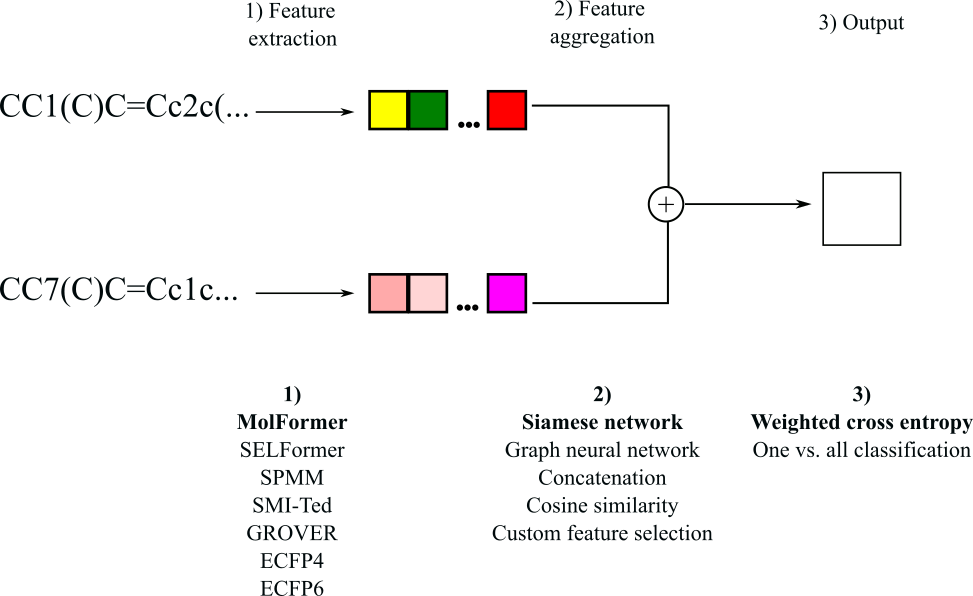 1) Feature
extraction
2) Feature
aggregation
3) Output
CC1(C)C=Cc2c(...
...
+
CC7(C)C=Cc1c...
...
1)
MolFormer
SELFormer
SPMM
SMI-Ted
GROVER
ECFP4
ECFP6
2)
Siamese network
Graph neural network
Concatenation
Cosine similarity
Custom feature selection
3)
Weighted cross entropy
One vs. all classification